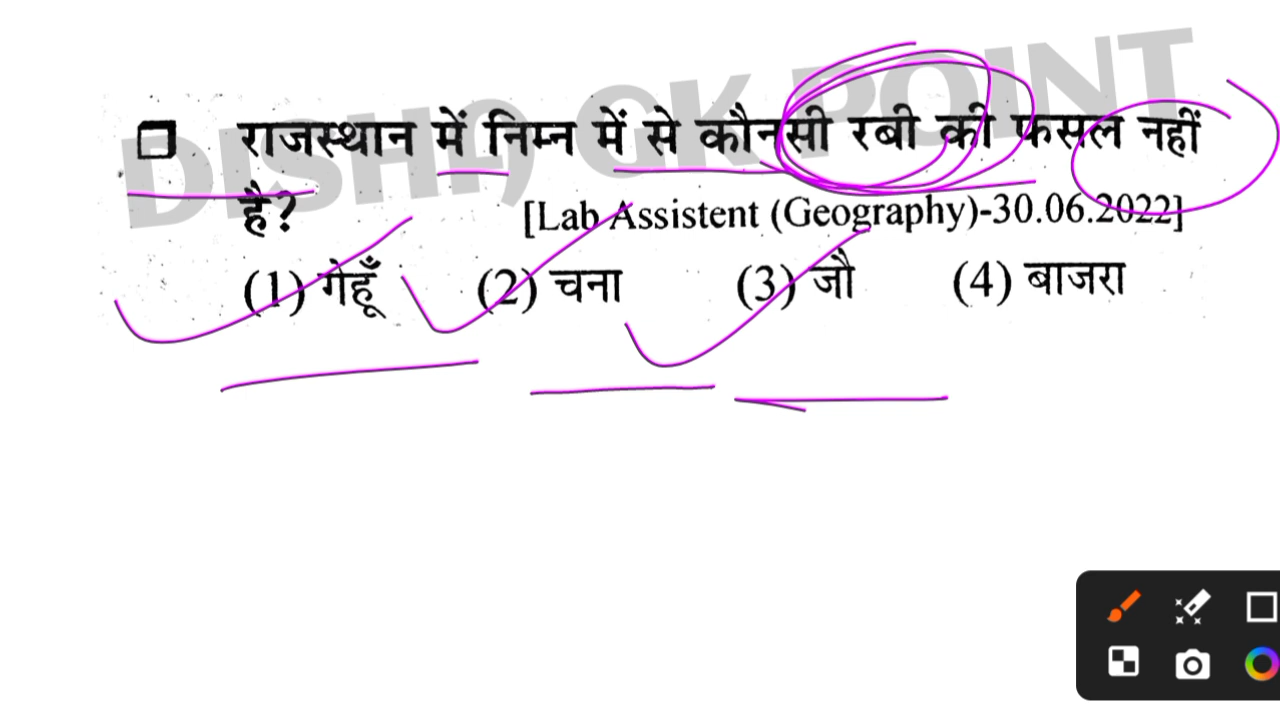 DISHA GK POINT
राजस्थान में निम्न में से कौनसी रबी की फसल नहीं
है? [Lab Assistent (Geography)-30.06.2022]
(1) गेहूँ (2) चना (3) जौ (4) बाजरा